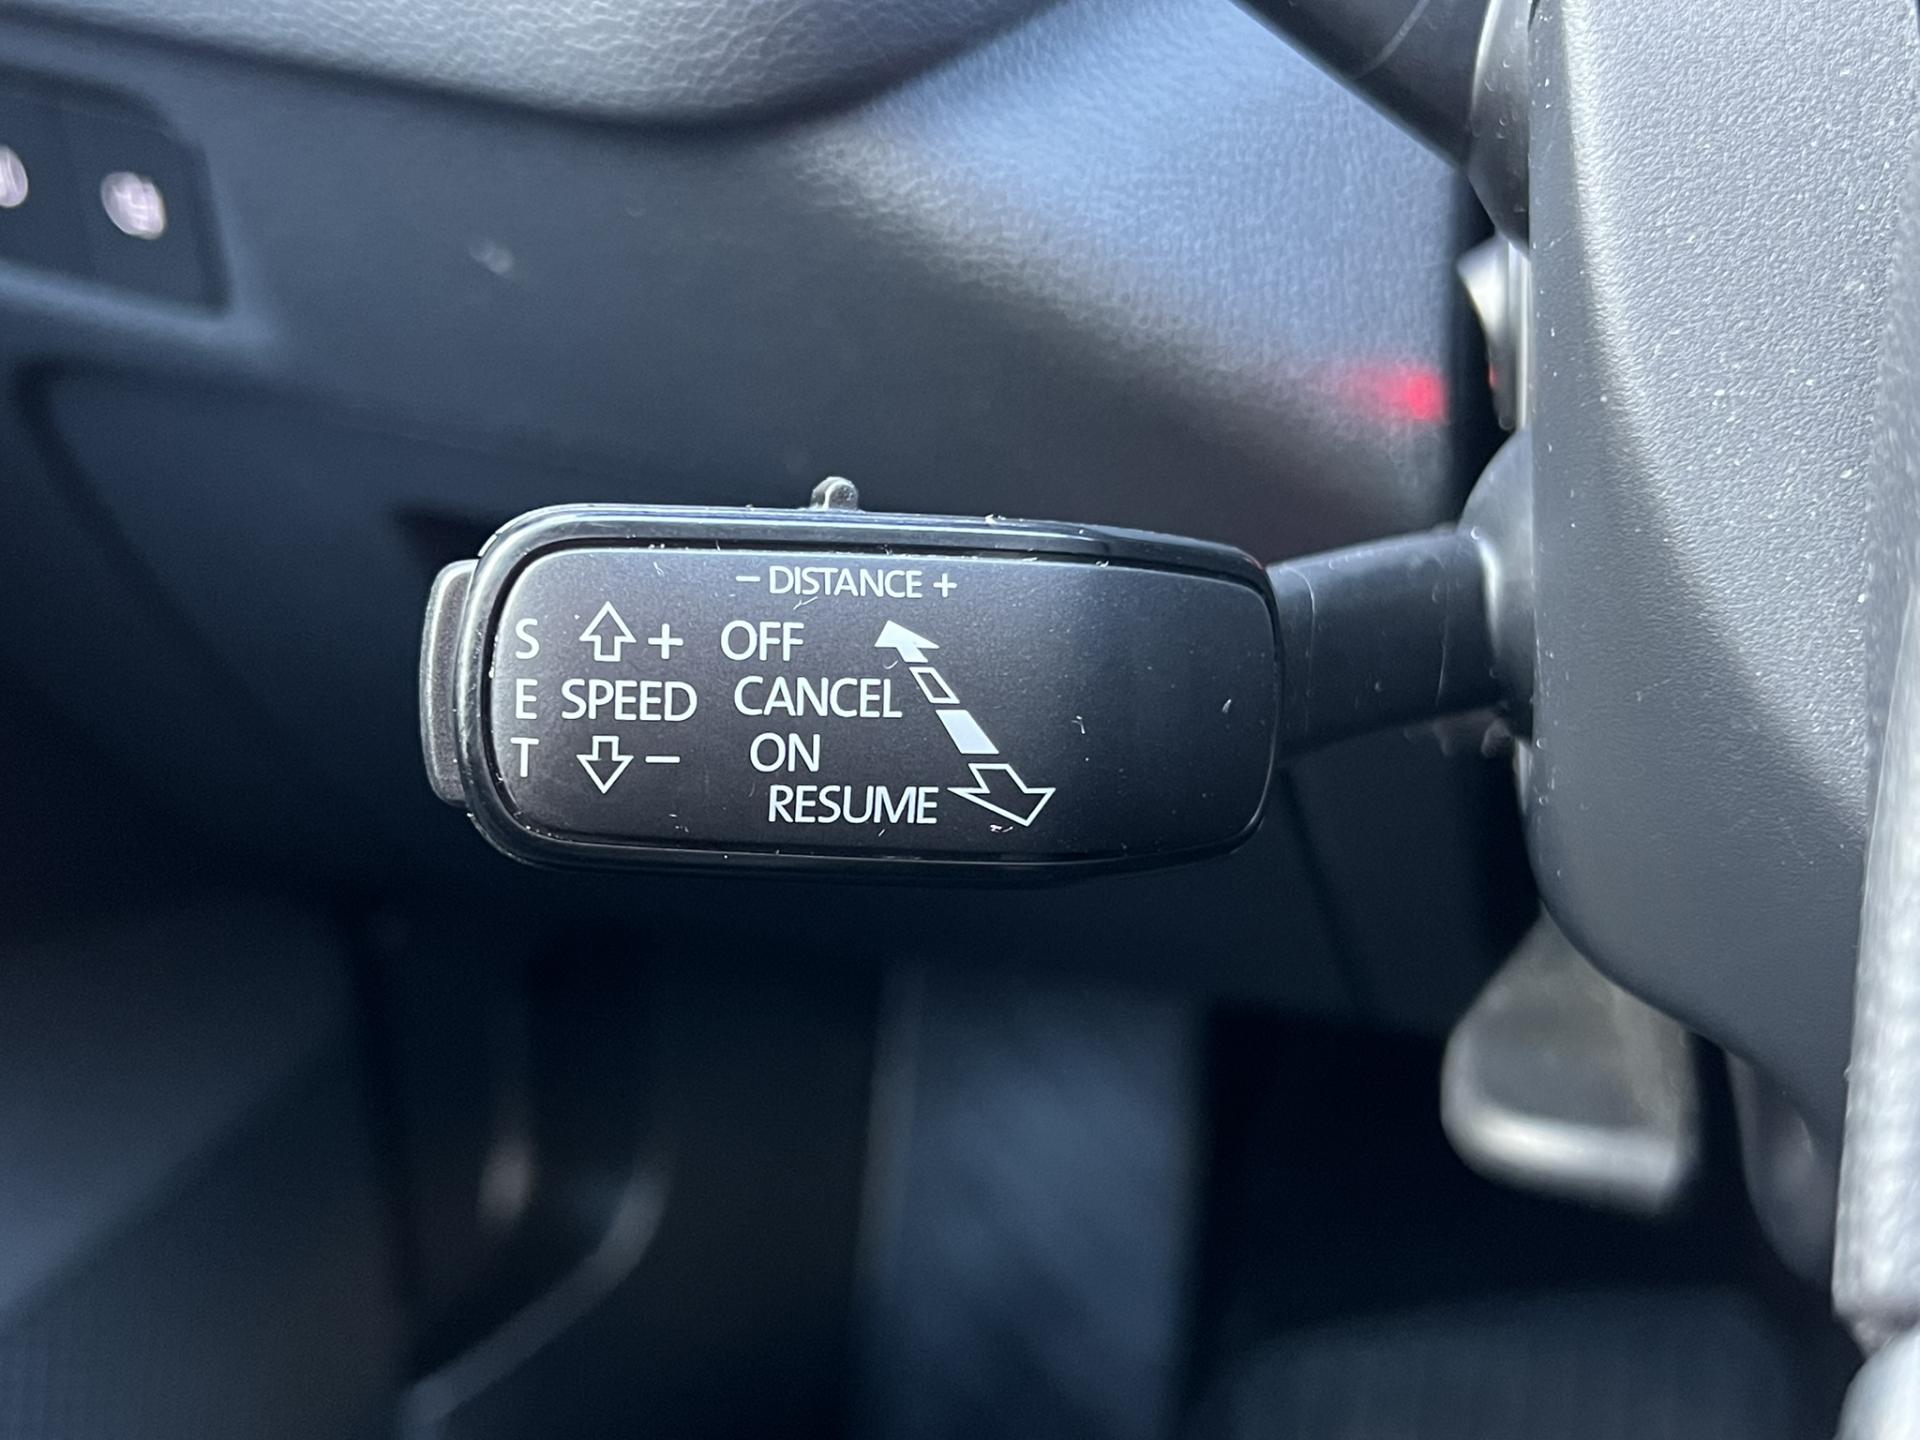 − DISTANCE +
S + OFF
E SPEED CANCEL
T − ON
RESUME